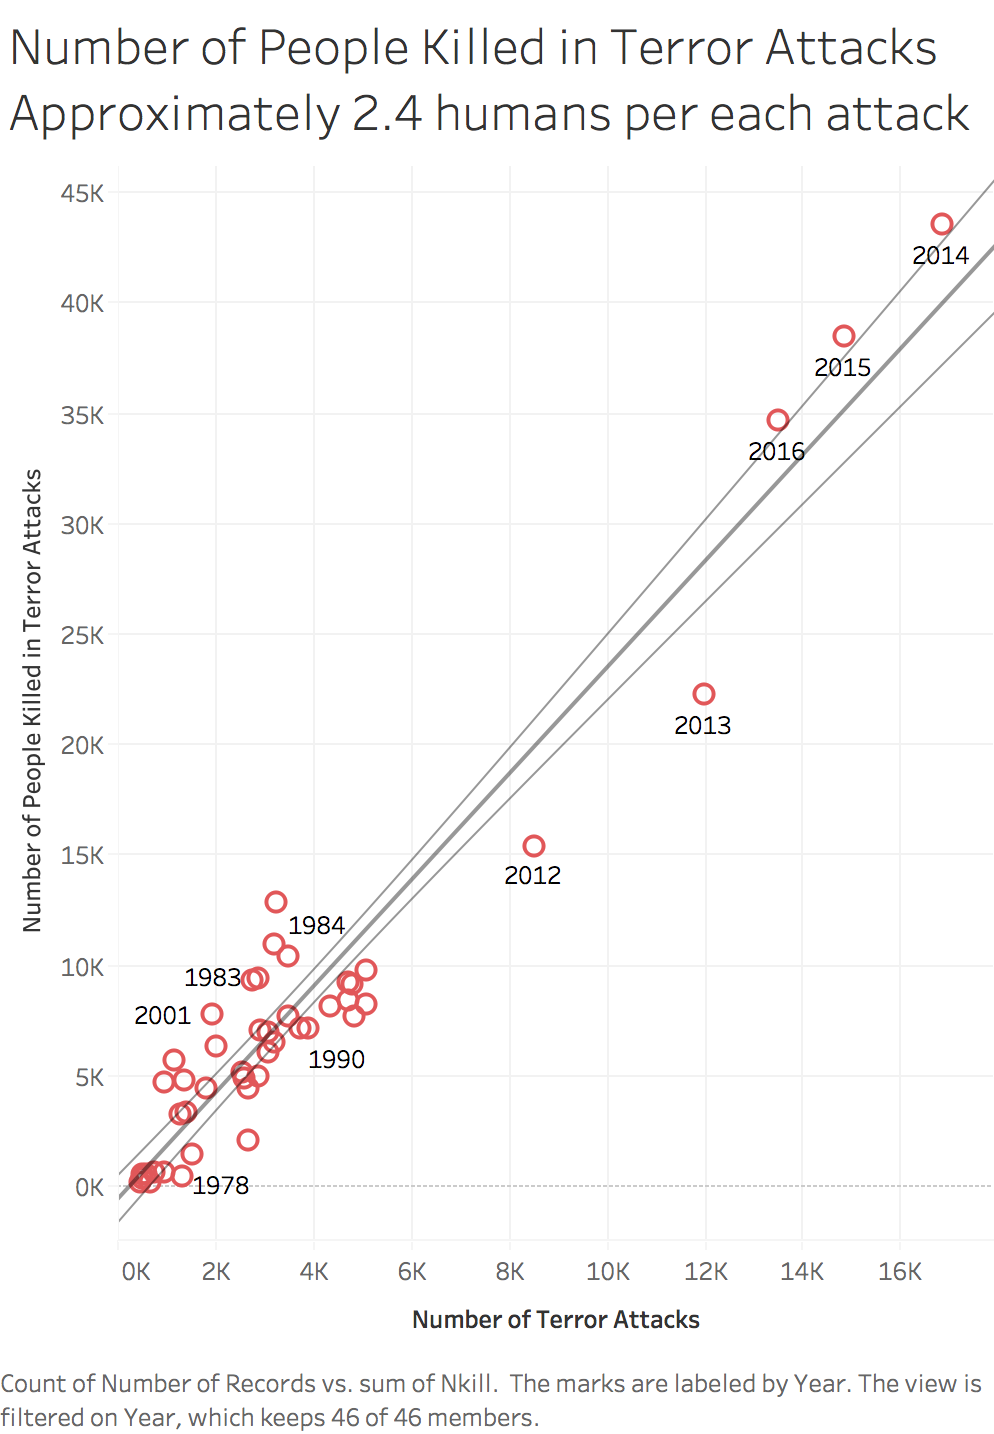 Number of People Killed in Terror Attacks
Approximately 2.4 humans per each attack
45K
40K
35K
30K
25K
20K
15K
10K
5K
0K
Number of People Killed in Terror Attacks
2014
2015
2016
2013
2012
1984
1983
2001
1990
1978
0K 2K 4K 6K 8K 10K 12K 14K 16K
Number of Terror Attacks
Count of Number of Records vs. sum of Nkill.  The marks are labeled by Year. The view is
filtered on Year, which keeps 46 of 46 members.